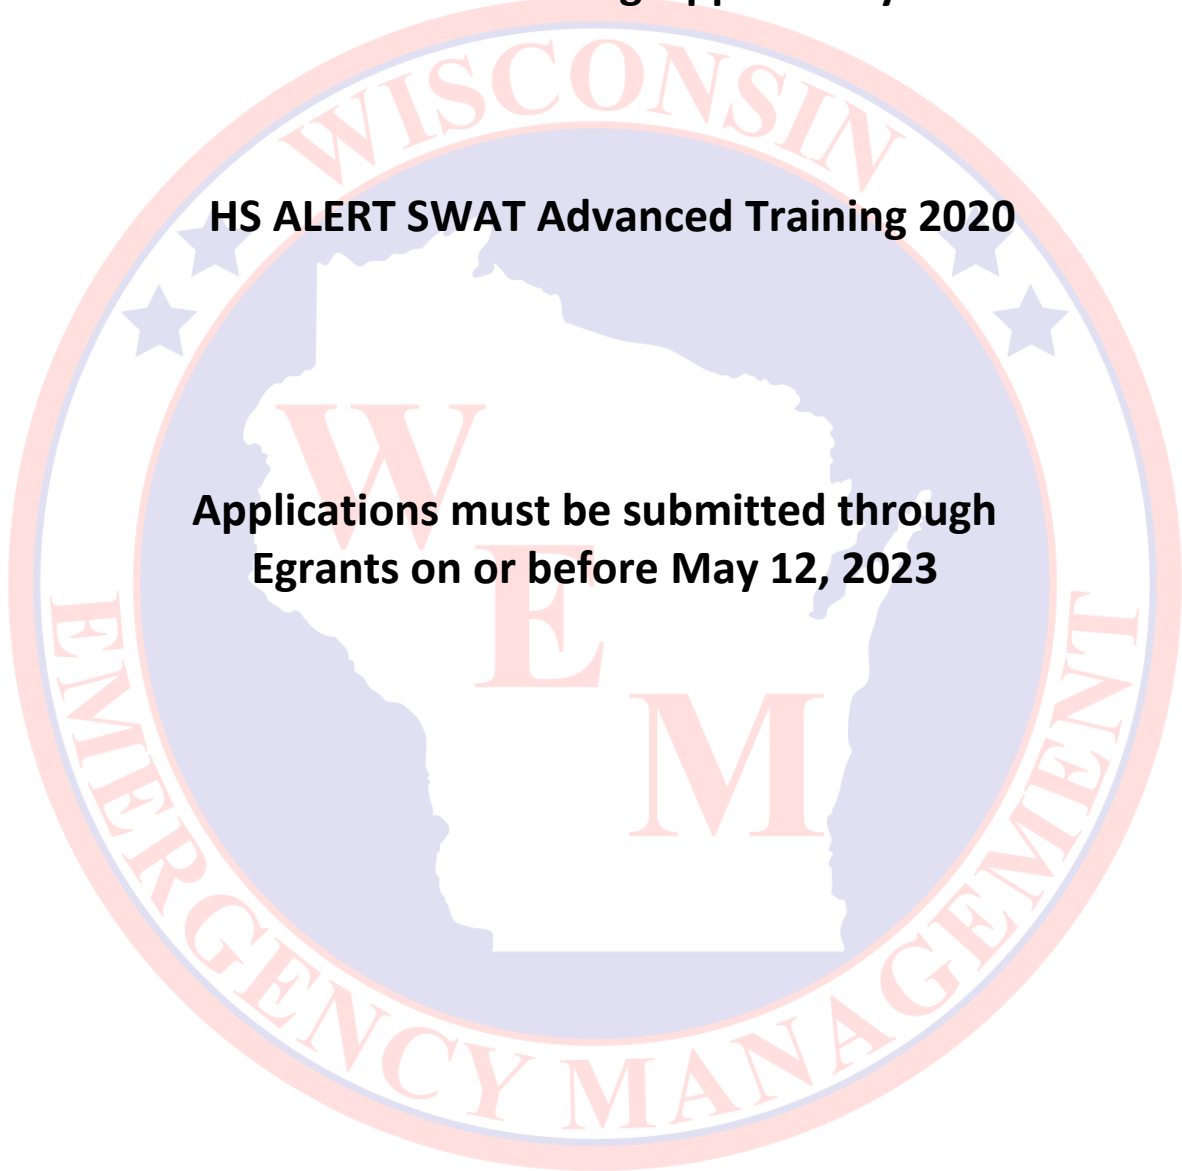 WISCONSIN
HS ALERT SWAT Advanced Training 2020
W
Applications must be submitted through
Egrants on or before May 12, 2023
E
M
EMERGENCY MANAGEMENT